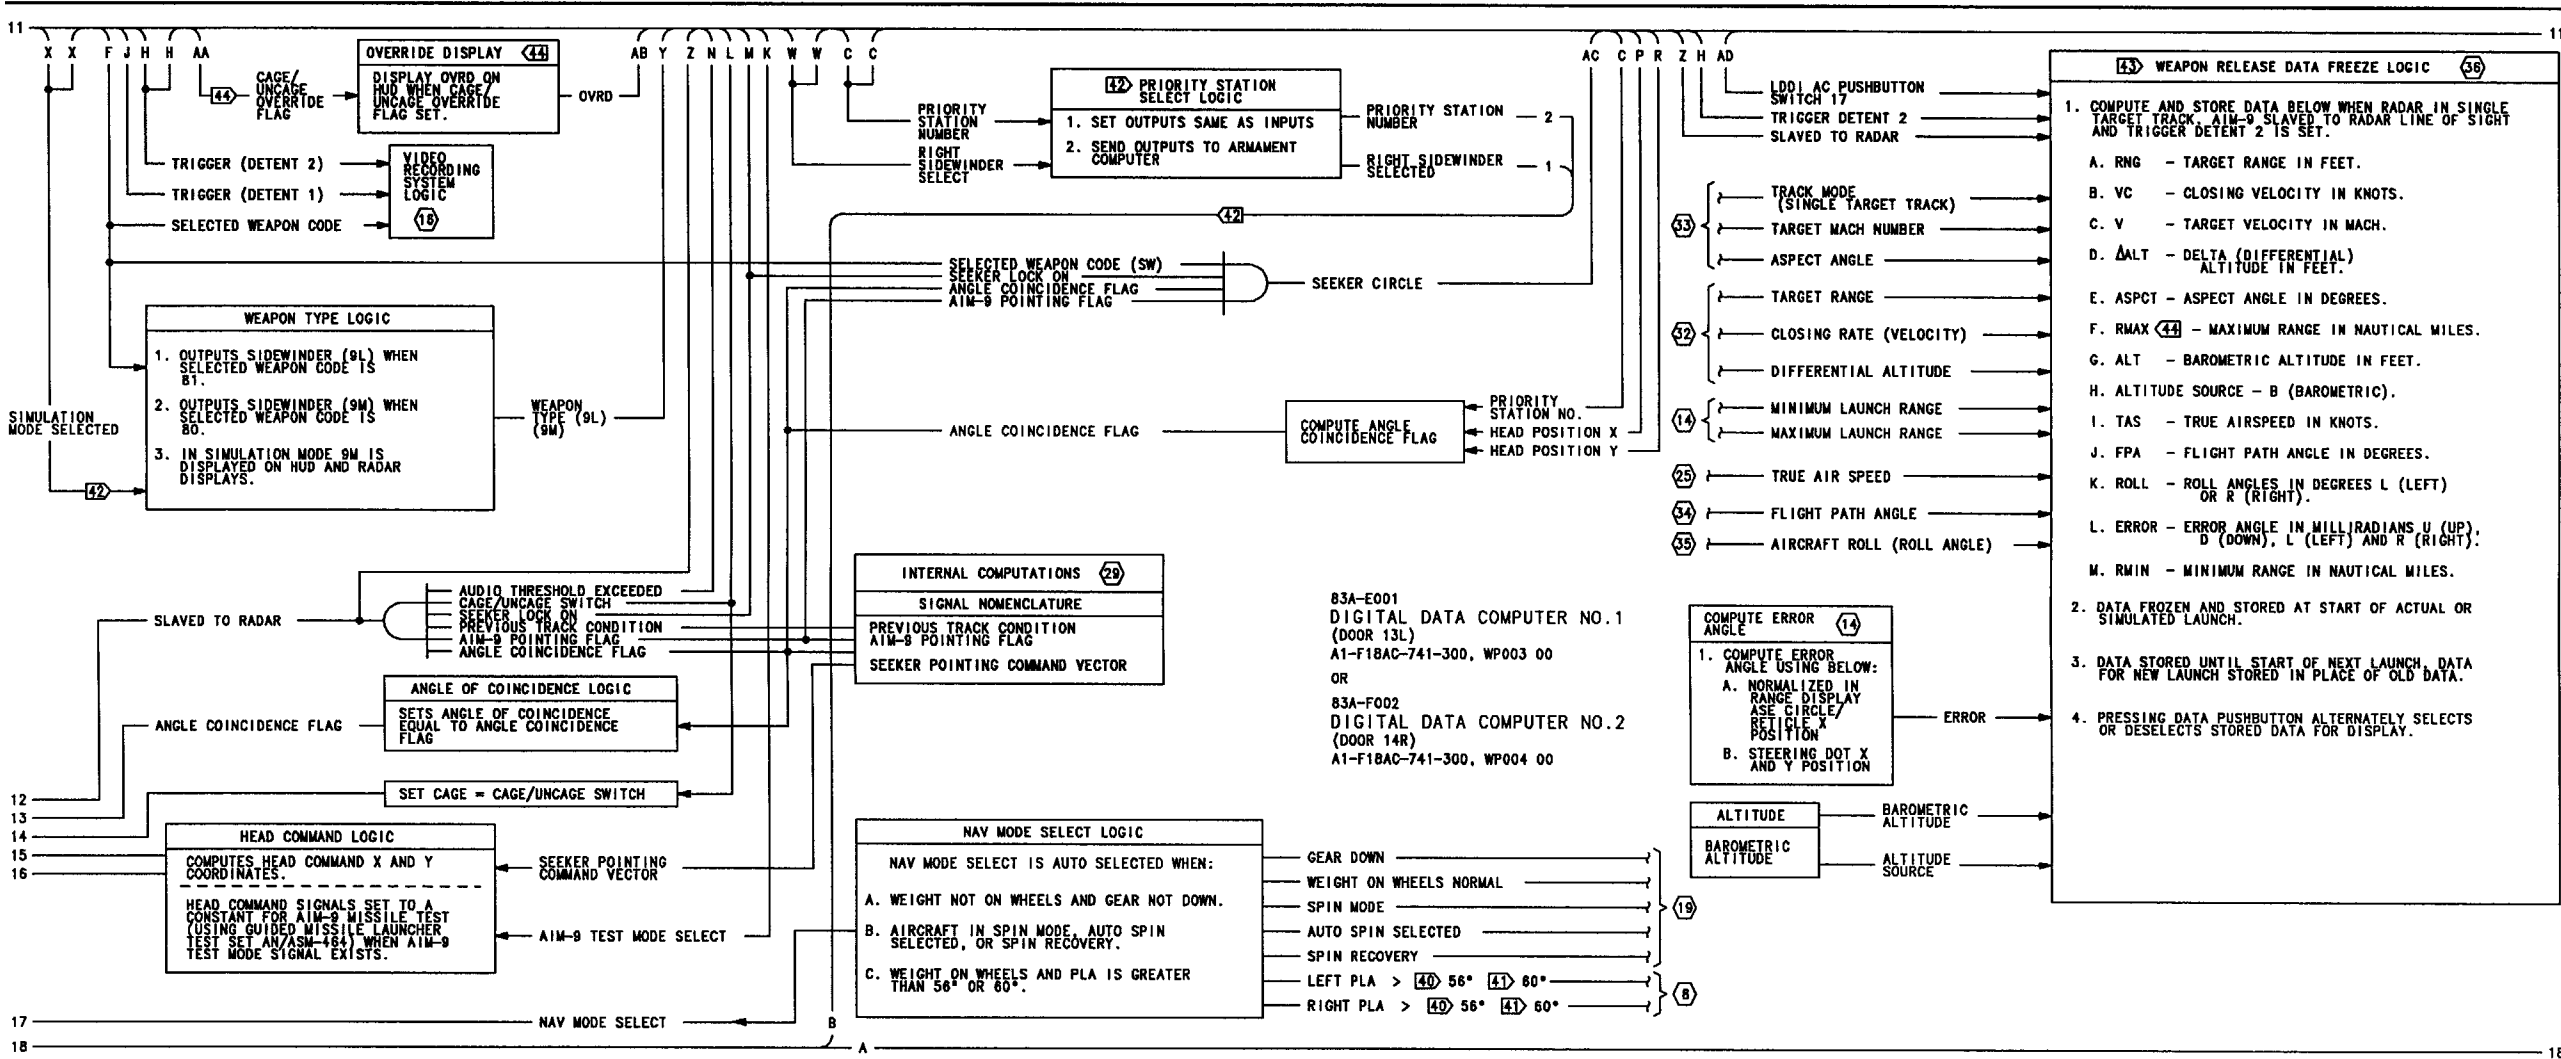 11
X X F J H H AA
AB Y Z N L M K W W C C
AC C P R Z H AD
11
OVERRIDE DISPLAY 44
DISPLAY OVRD ON
HUD WHEN CAGE/
UNCAGE OVERRIDE
FLAG SET.
44
CAGE/
UNCAGE
OVERRIDE
FLAG
OVRD
TRIGGER (DETENT 2)
TRIGGER (DETENT 1)
SELECTED WEAPON CODE
VIDEO
RECORDING
SYSTEM
LOGIC
18
PRIORITY
STATION
NUMBER
RIGHT
SIDEWINDER
SELECT
42 PRIORITY STATION
SELECT LOGIC
1. SET OUTPUTS SAME AS INPUTS
2. SEND OUTPUTS TO ARMAMENT
COMPUTER
PRIORITY STATION
NUMBER
2
RIGHT SIDEWINDER
SELECTED
1
42
SELECTED WEAPON CODE (SW)
SEEKER LOCK ON
ANGLE COINCIDENCE FLAG
AIM-9 POINTING FLAG
SEEKER CIRCLE
WEAPON TYPE LOGIC
1. OUTPUTS SIDEWINDER (9L) WHEN
SELECTED WEAPON CODE IS
81.
2. OUTPUTS SIDEWINDER (9M) WHEN
SELECTED WEAPON CODE IS
80.
3. IN SIMULATION MODE 9M IS
DISPLAYED ON HUD AND RADAR
DISPLAYS.
SIMULATION
MODE SELECTED
42
WEAPON
TYPE (9L)
(9M)
ANGLE COINCIDENCE FLAG
COMPUTE ANGLE
COINCIDENCE FLAG
PRIORITY
STATION NO.
HEAD POSITION X
HEAD POSITION Y
SLAVED TO RADAR
AUDIO THRESHOLD EXCEEDED
CAGE/UNCAGE SWITCH
SEEKER LOCK ON
PREVIOUS TRACK CONDITION
AIM-9 POINTING FLAG
ANGLE COINCIDENCE FLAG
INTERNAL COMPUTATIONS 29
SIGNAL NOMENCLATURE
PREVIOUS TRACK CONDITION
AIM-9 POINTING FLAG
SEEKER POINTING COMMAND VECTOR
ANGLE OF COINCIDENCE LOGIC
SETS ANGLE OF COINCIDENCE
EQUAL TO ANGLE COINCIDENCE
FLAG
ANGLE COINCIDENCE FLAG
SET CAGE = CAGE/UNCAGE SWITCH
12
13
14
15
16
HEAD COMMAND LOGIC
COMPUTES HEAD COMMAND X AND Y
COORDINATES.
HEAD COMMAND SIGNALS SET TO A
CONSTANT FOR AIM-9 MISSILE TEST
(USING GUIDED MISSILE LAUNCHER
TEST SET AN/ASM-464) WHEN AIM-9
TEST MODE SIGNAL EXISTS.
SEEKER POINTING
COMMAND VECTOR
AIM-9 TEST MODE SELECT
NAV MODE SELECT LOGIC
NAV MODE SELECT IS AUTO SELECTED WHEN:
A. WEIGHT NOT ON WHEELS AND GEAR NOT DOWN.
B. AIRCRAFT IN SPIN MODE, AUTO SPIN
SELECTED, OR SPIN RECOVERY.
C. WEIGHT ON WHEELS AND PLA IS GREATER
THAN 56° OR 60°.
GEAR DOWN
WEIGHT ON WHEELS NORMAL
SPIN MODE
AUTO SPIN SELECTED
SPIN RECOVERY
19
LEFT PLA > 40 56° 41 60°
RIGHT PLA > 40 56° 41 60°
8
17
NAV MODE SELECT
B
18
A
18
83A-E001
DIGITAL DATA COMPUTER NO.1
(DOOR 13L)
A1-F18AC-741-300, WP003 00
OR
83A-F002
DIGITAL DATA COMPUTER NO.2
(DOOR 14R)
A1-F18AC-741-300, WP004 00
LDDI AC PUSHBUTTON
SWITCH 17
TRIGGER DETENT 2
SLAVED TO RADAR
33
TRACK MODE
(SINGLE TARGET TRACK)
TARGET MACH NUMBER
ASPECT ANGLE
32
TARGET RANGE
CLOSING RATE (VELOCITY)
DIFFERENTIAL ALTITUDE
14
MINIMUM LAUNCH RANGE
MAXIMUM LAUNCH RANGE
25 TRUE AIR SPEED
34 FLIGHT PATH ANGLE
35 AIRCRAFT ROLL (ROLL ANGLE)
COMPUTE ERROR
ANGLE 14
1. COMPUTE ERROR
ANGLE USING BELOW:
A. NORMALIZED IN
RANGE DISPLAY
ASE CIRCLE/
RETICLE X
POSITION
B. STEERING DOT X
AND Y POSITION
ERROR
ALTITUDE
BAROMETRIC
ALTITUDE
BAROMETRIC
ALTITUDE
ALTITUDE
SOURCE
43 WEAPON RELEASE DATA FREEZE LOGIC 36
1. COMPUTE AND STORE DATA BELOW WHEN RADAR IN SINGLE
TARGET TRACK, AIM-9 SLAVED TO RADAR LINE OF SIGHT
AND TRIGGER DETENT 2 IS SET.
A. RNG - TARGET RANGE IN FEET.
B. VC - CLOSING VELOCITY IN KNOTS.
C. V - TARGET VELOCITY IN MACH.
D. ΔALT - DELTA (DIFFERENTIAL)
ALTITUDE IN FEET.
E. ASPCT - ASPECT ANGLE IN DEGREES.
F. RMAX 44 - MAXIMUM RANGE IN NAUTICAL MILES.
G. ALT - BAROMETRIC ALTITUDE IN FEET.
H. ALTITUDE SOURCE - B (BAROMETRIC).
I. TAS - TRUE AIRSPEED IN KNOTS.
J. FPA - FLIGHT PATH ANGLE IN DEGREES.
K. ROLL - ROLL ANGLES IN DEGREES L (LEFT)
OR R (RIGHT).
L. ERROR - ERROR ANGLE IN MILLIRADIANS U (UP),
D (DOWN), L (LEFT) AND R (RIGHT).
M. RMIN - MINIMUM RANGE IN NAUTICAL MILES.
2. DATA FROZEN AND STORED AT START OF ACTUAL OR
SIMULATED LAUNCH.
3. DATA STORED UNTIL START OF NEXT LAUNCH. DATA
FOR NEW LAUNCH STORED IN PLACE OF OLD DATA.
4. PRESSING DATA PUSHBUTTON ALTERNATELY SELECTS
OR DESELECTS STORED DATA FOR DISPLAY.